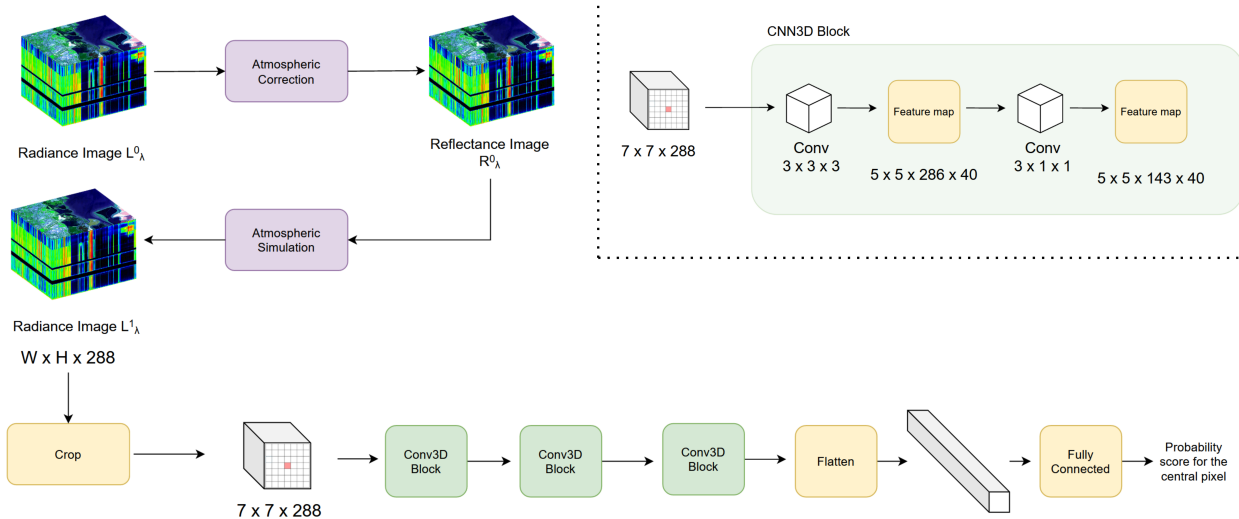 Atmospheric
Correction
Radiance Image L⁰λ
Reflectance Image
R⁰λ
Atmospheric
Simulation
Radiance Image L¹λ
W x H x 288
CNN3D Block
7 x 7 x 288
Conv
3 x 3 x 3
Feature map
5 x 5 x 286 x 40
Conv
3 x 1 x 1
Feature map
5 x 5 x 143 x 40
Crop
7 x 7 x 288
Conv3D
Block
Conv3D
Block
Conv3D
Block
Flatten
Fully
Connected
Probability
score for the
central pixel